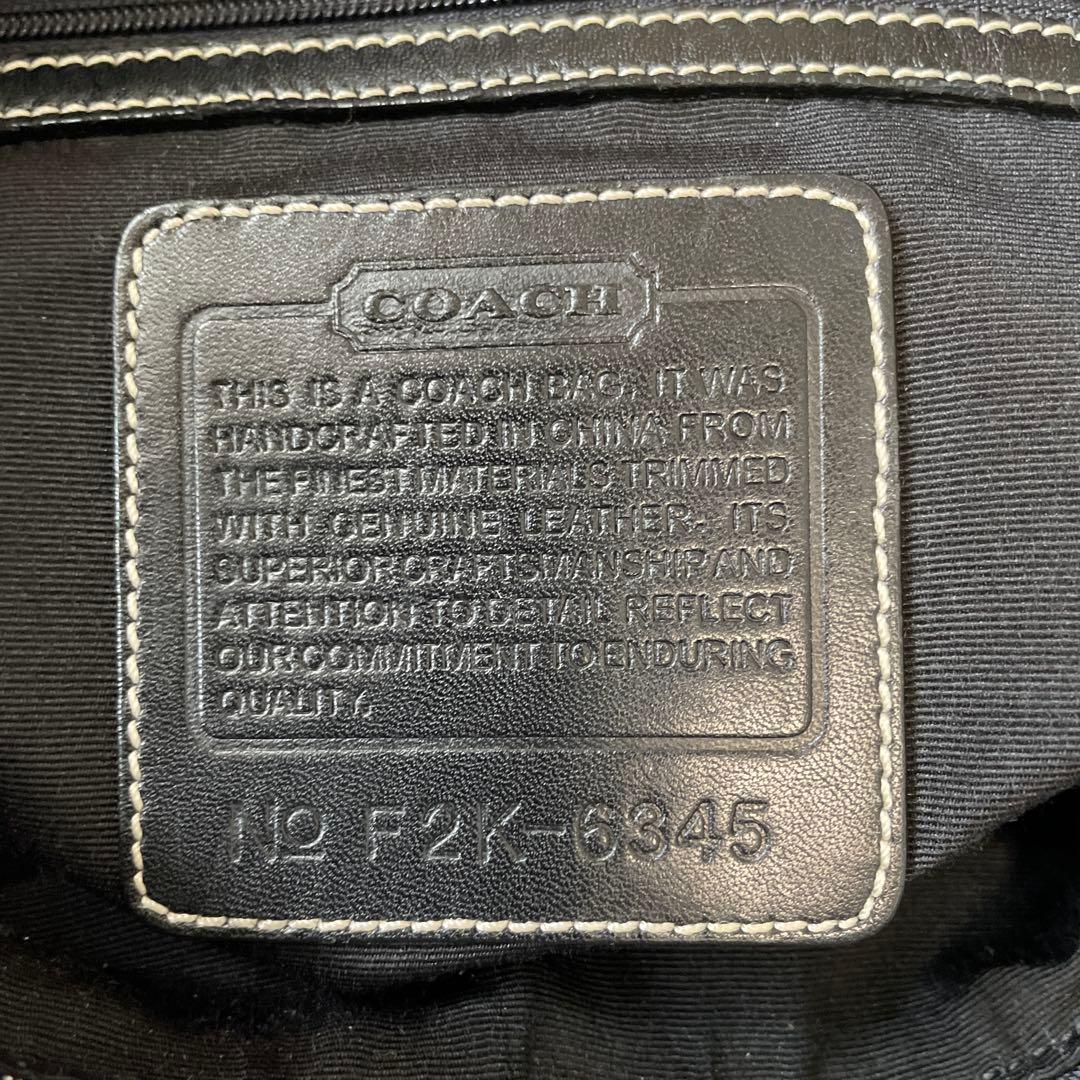 COACH
THIS IS A COACH BAG. IT WAS
HANDCRAFTED IN CHINA FROM
THE FINEST MATERIALS TRIMMED
WITH GENUINE LEATHER. ITS
SUPERIOR CRAFTSMANSHIP AND
ATTENTION TO DETAIL REFLECT
OUR COMMITMENT TO ENDURING
QUALITY.
No F2K-6345